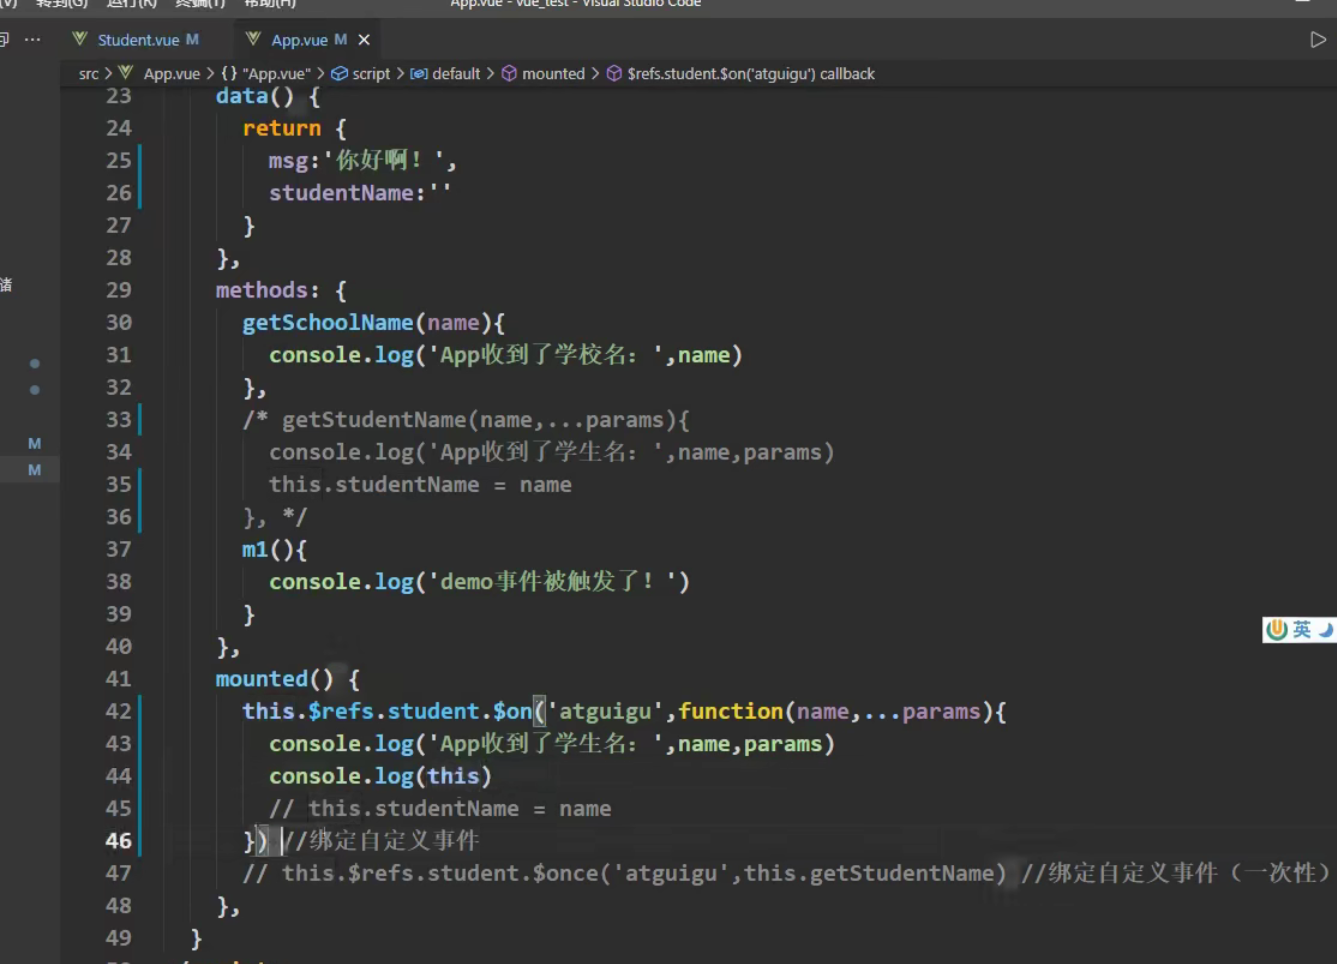 转到(G) 运行(R) 终端(T) 帮助(H) App.vue - vue_test - Visual Studio Code
Student.vue M App.vue M
src > App.vue > {} "App.vue" > script > default > mounted > $refs.student.$on('atguigu') callback
23 data() {
24 return {
25 msg:'你好啊！',
26 studentName:''
27 }
28 },
29 methods: {
30 getSchoolName(name){
31 console.log('App收到了学校名：',name)
32 },
33 /* getStudentName(name,...params){
34 console.log('App收到了学生名：',name,params)
35 this.studentName = name
36 }, */
37 m1(){
38 console.log('demo事件被触发了！')
39 }
40 },
41 mounted() {
42 this.$refs.student.$on('atguigu',function(name,...params){
43 console.log('App收到了学生名：',name,params)
44 console.log(this)
45 // this.studentName = name
46 }) //绑定自定义事件
47 // this.$refs.student.$once('atguigu',this.getStudentName) //绑定自定义事件（一次性）
48 },
49 }
储
M
M
英